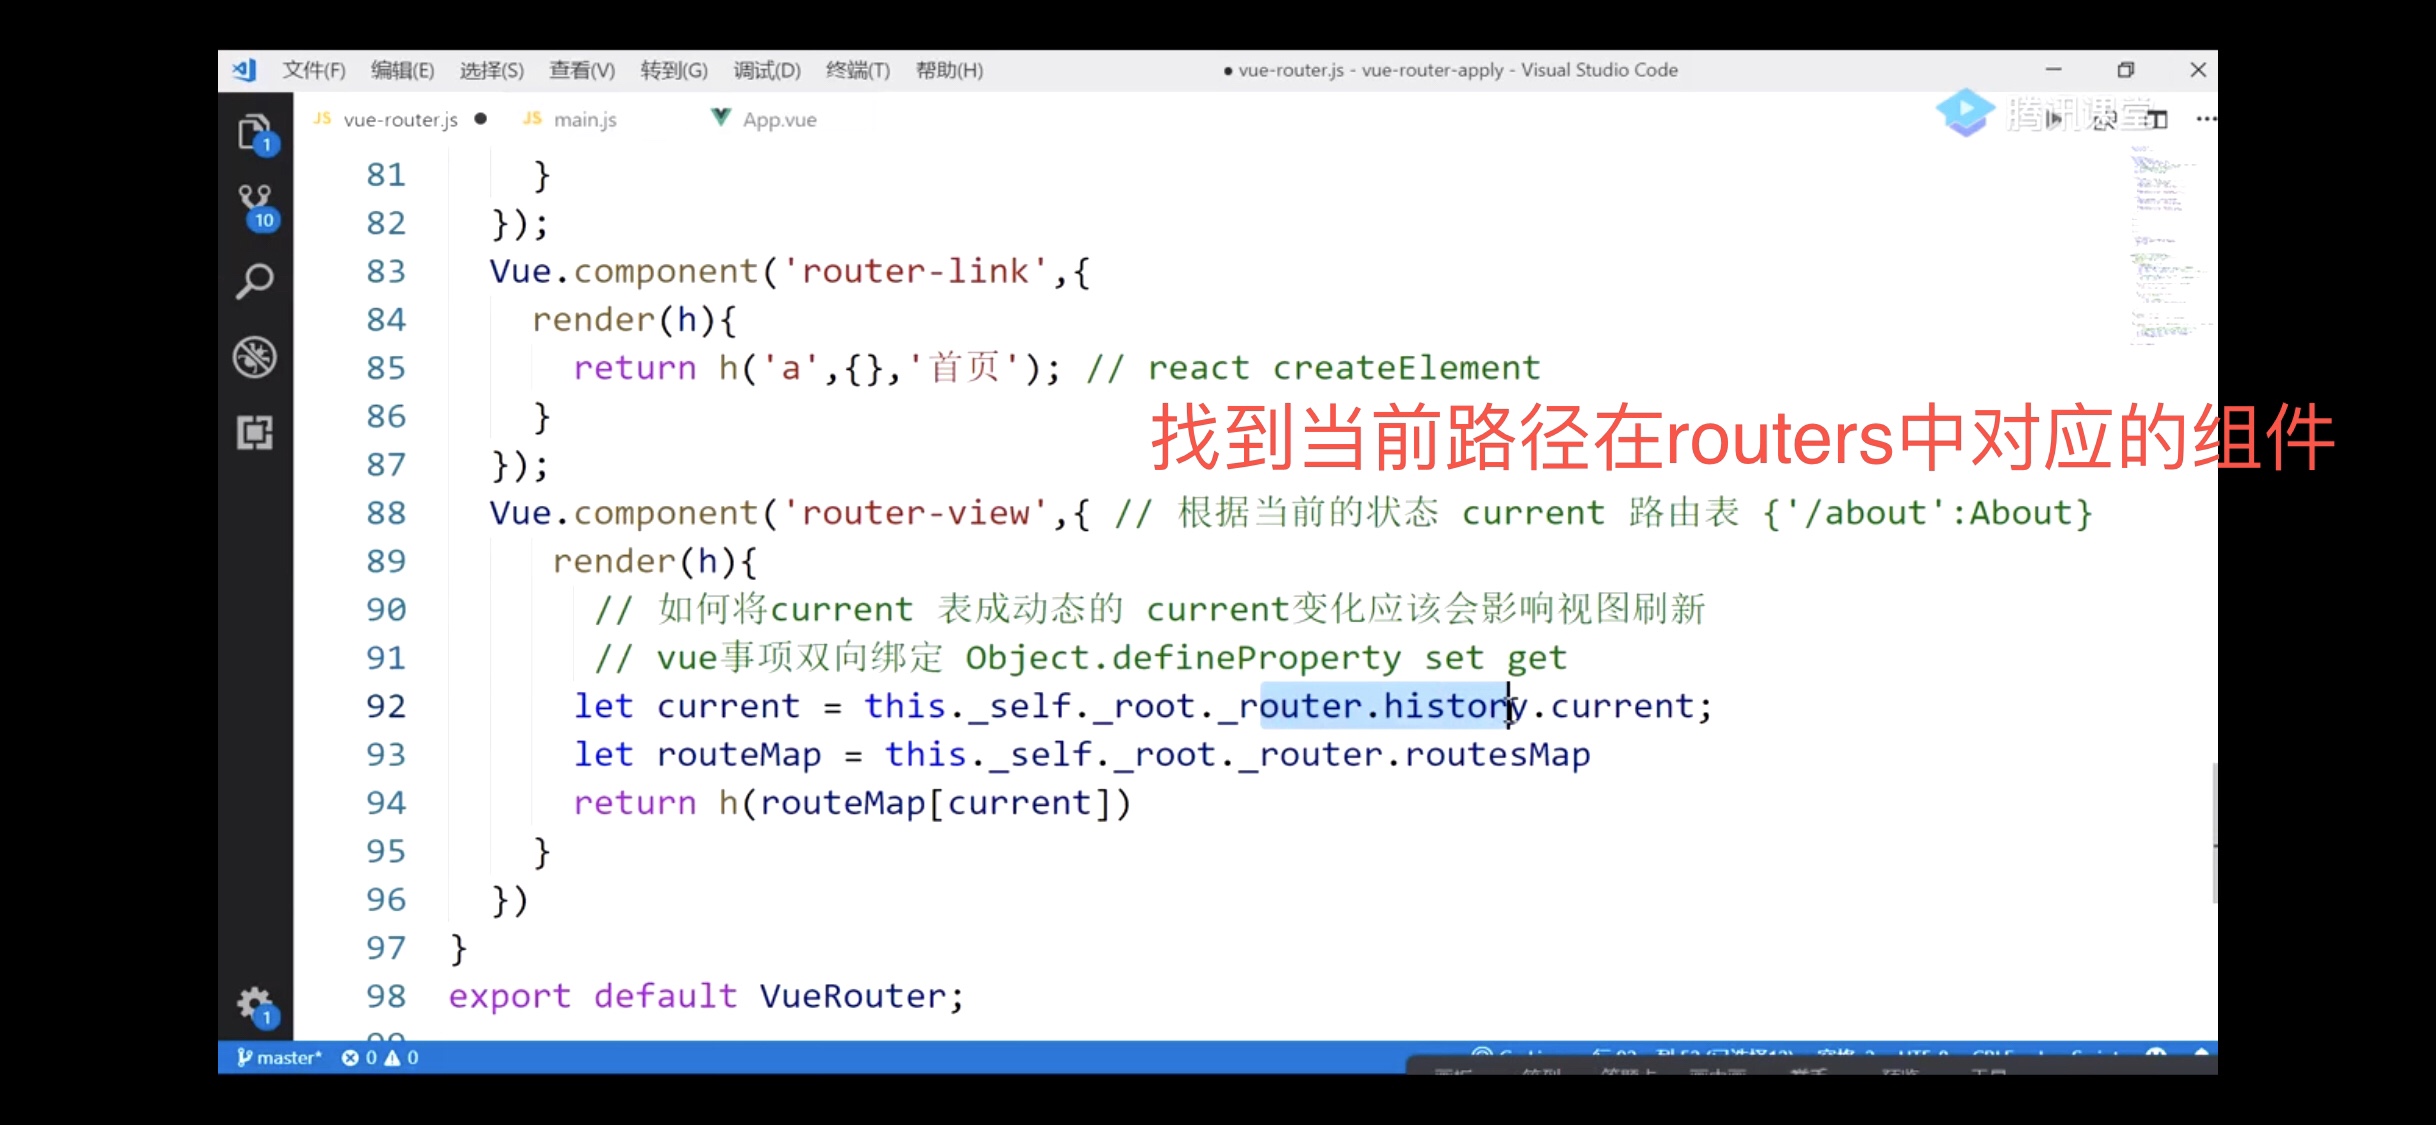 文件(F) 编辑(E) 选择(S) 查看(V) 转到(G) 调试(D) 终端(T) 帮助(H) ● vue-router.js - vue-router-apply - Visual Studio Code
JS vue-router.js ● JS main.js App.vue
腾讯课堂
1
10
81 }
82 });
83 Vue.component('router-link',{
84 render(h){
85 return h('a',{},'首页'); // react createElement
86 }
找到当前路径在routers中对应的组件
87 });
88 Vue.component('router-view',{ // 根据当前的状态 current 路由表 {'/about':About}
89 render(h){
90 // 如何将current 表成动态的 current变化应该会影响视图刷新
91 // vue事项双向绑定 Object.defineProperty set get
92 let current = this._self._root._router.history.current;
93 let routeMap = this._self._root._router.routesMap
94 return h(routeMap[current])
95 }
96 })
97 }
98 export default VueRouter;
1
master* 0 0